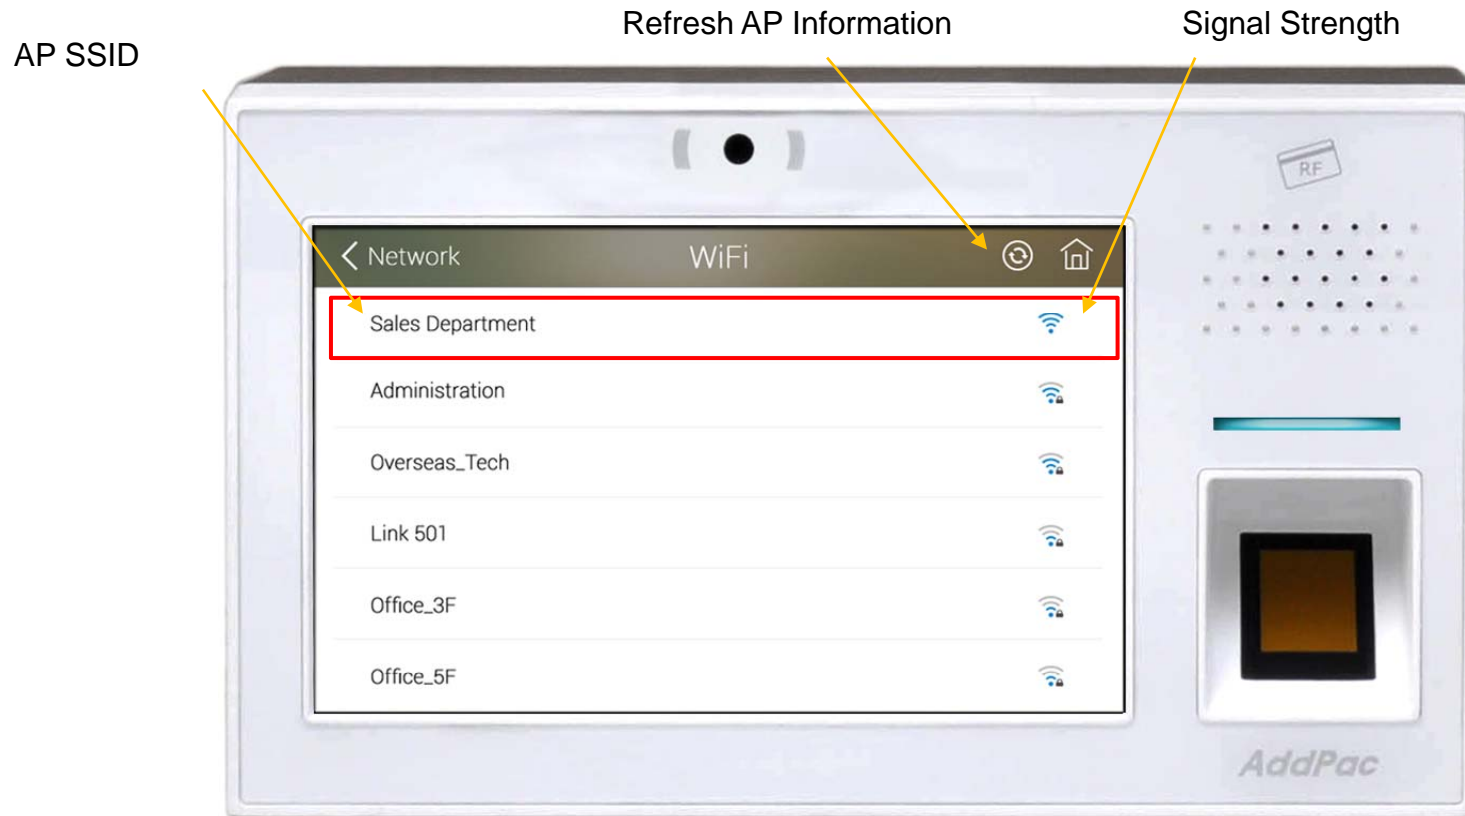 Refresh AP Information
Signal Strength
AP SSID
RF
Network
WiFi
Sales Department
Administration
Overseas_Tech
Link 501
Office_3F
Office_5F
AddPac